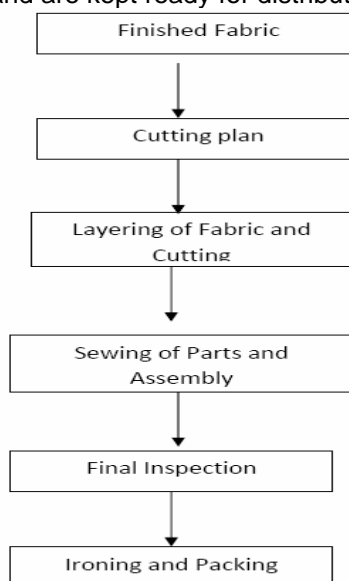 and are kept ready for distribut
Finished Fabric
Cutting plan
Layering of Fabric and
Cutting
Sewing of Parts and
Assembly
Final Inspection
Ironing and Packing